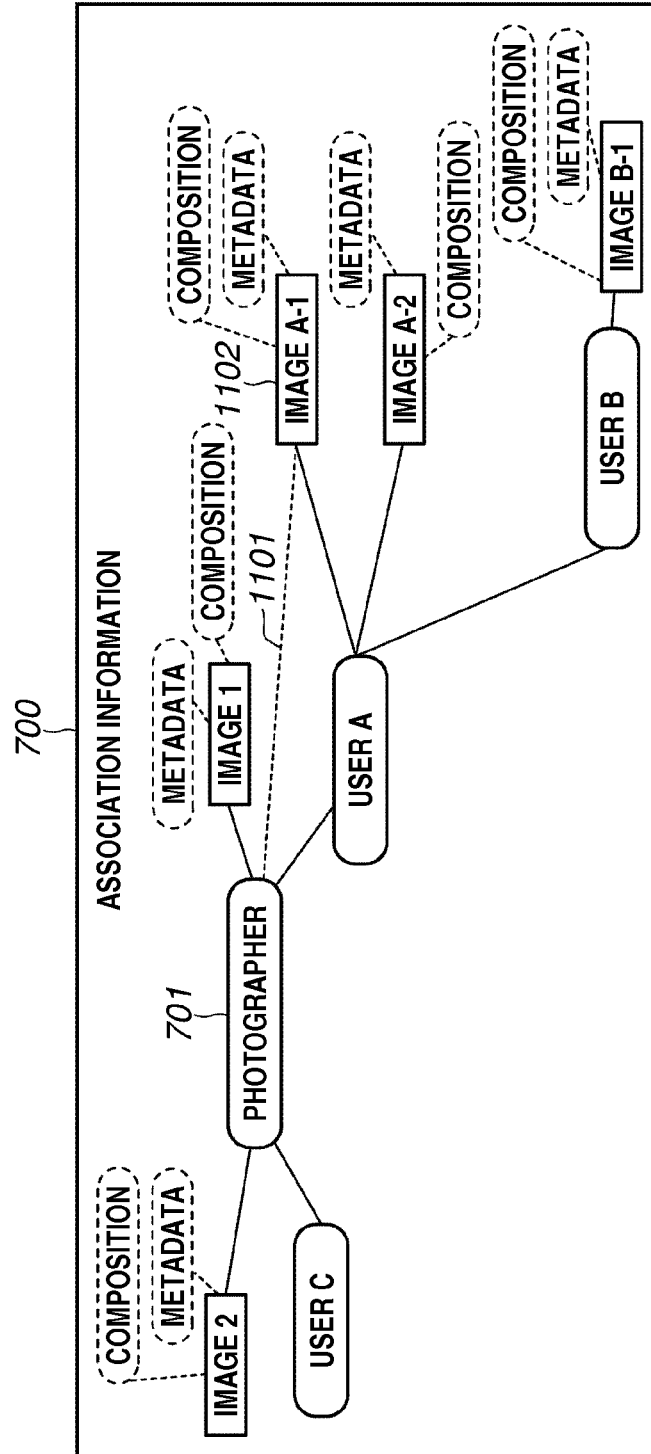 700
ASSOCIATION INFORMATION
COMPOSITION
METADATA
IMAGE 2
USER C
701
PHOTOGRAPHER
METADATA
COMPOSITION
IMAGE 1
1101
USER A
1102
COMPOSITION
METADATA
IMAGE A-1
METADATA
IMAGE A-2
COMPOSITION
USER B
COMPOSITION
METADATA
IMAGE B-1